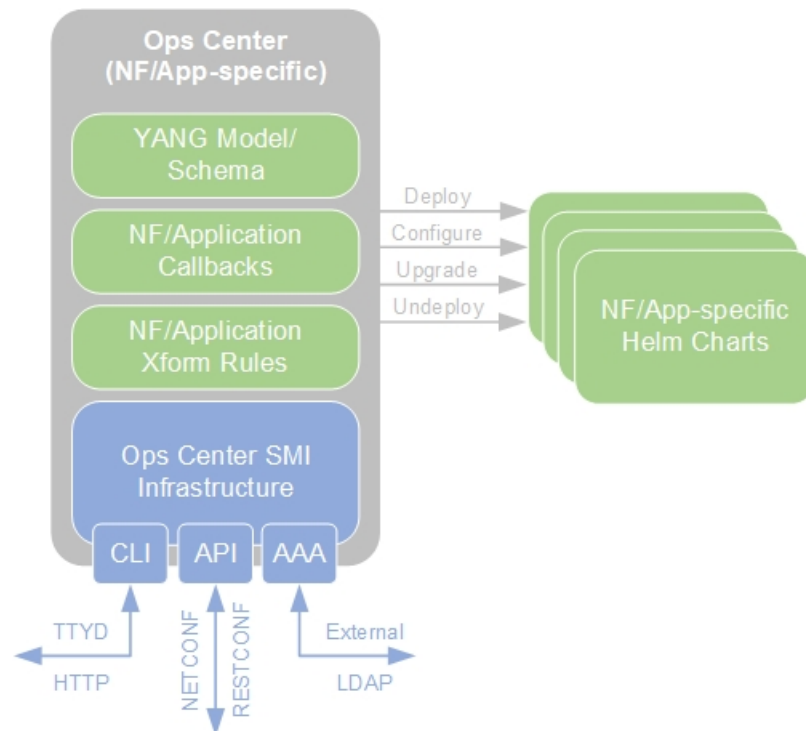 Ops Center
(NF/App-specific)
YANG Model/
Schema
NF/Application
Callbacks
NF/Application
Xform Rules
Ops Center SMI
Infrastructure
CLI
API
AAA
Deploy
Configure
Upgrade
Undeploy
NF/App-specific
Helm Charts
TTYD
HTTP
NETCONF
RESTCONF
External
LDAP